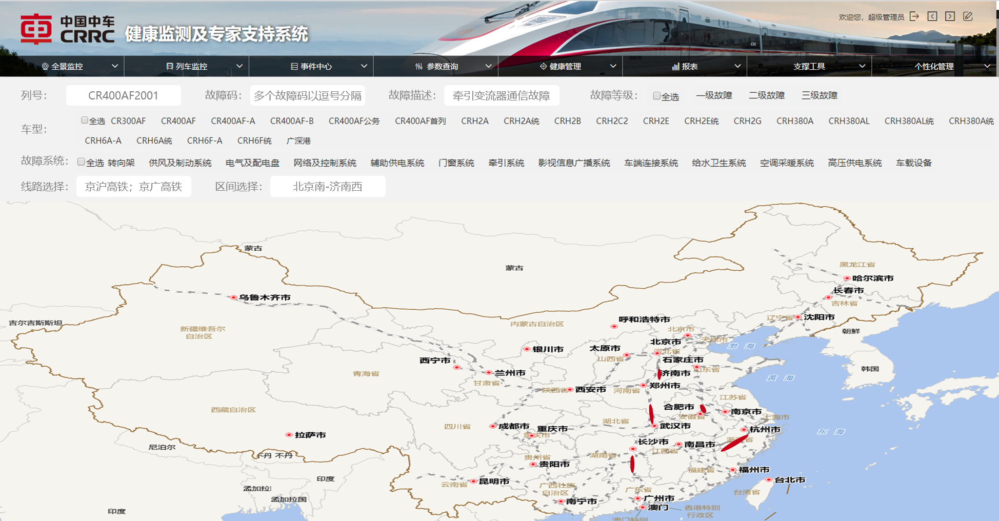 中国中车
CRRC
健康监测及专家支持系统
欢迎您，超级管理员
全景监控
列车监控
事件中心
参数查询
健康管理
报表
支撑工具
个性化管理
列号： CR400AF2001 故障码： 多个故障码以逗号分隔 故障描述： 牵引变流器通信故障 故障等级： 全选 一级故障 二级故障 三级故障
车型： 全选 CR300AF CR400AF CR400AF-A CR400AF-B CR400AF公务 CR400AF首列 CRH2A CRH2A统 CRH2B CRH2C2 CRH2E CRH2E统 CRH2G CRH380A CRH380AL CRH380AL统 CRH380A统
CRH6A-A CRH6A统 CRH6F-A CRH6F统 广深港
故障系统： 全选 转向架 供风及制动系统 电气及配电盘 网络及控制系统 辅助供电系统 门窗系统 牵引系统 影视信息广播系统 车端连接系统 给水卫生系统 空调采暖系统 高压供电系统 车载设备
线路选择： 京沪高铁；京广高铁 区间选择： 北京南-济南西
蒙古
蒙古
黑龙江省
哈尔滨市
长春市
乌鲁木齐市
吉林省
辽宁省
沈阳市
吉尔吉斯斯坦
呼和浩特市
内蒙古自治区
新疆维吾尔
自治区
北京市
朝鲜
北京市
天津市
渤海
银川市
太原市
河北省
西宁市
山西省
石家庄市
韩国
兰州市
济南市
山东省
青海省
黄海
甘肃省
郑州市
陕西省
西安市
河南省
江苏省
西藏自治区
合肥市
南京市
安徽省
上海市
湖北省
四川省
成都市
重庆市
武汉市
杭州市
东海
拉萨市
重庆市
浙江省
长沙市
南昌市
尼泊尔
江西省
不丹
湖南省
贵州省
贵阳市
福建省
福州市
印度
云南省
昆明市
广西壮族
自治区
广东省
台北市
台湾省
孟加拉
孟加拉国
南宁市
广州市
澳门
香港特别
行政区
印度
澳门特别